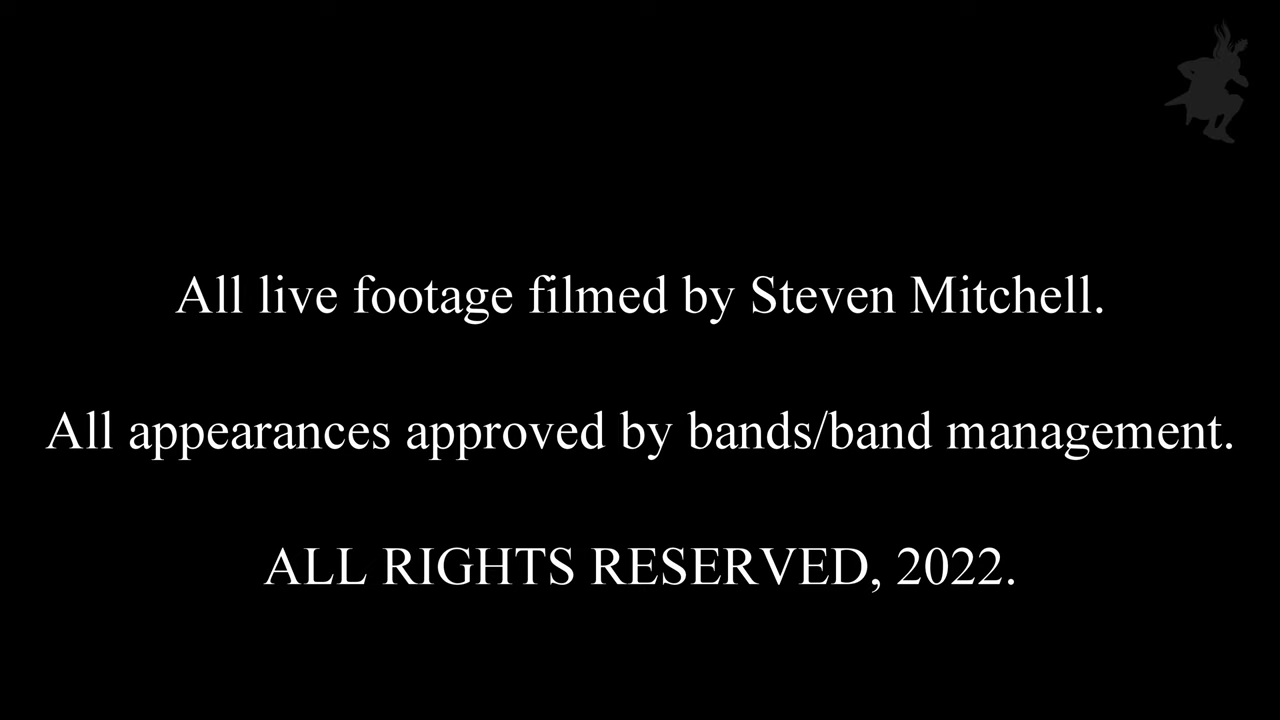 All live footage filmed by Steven Mitchell.
All appearances approved by bands/band management.
ALL RIGHTS RESERVED, 2022.